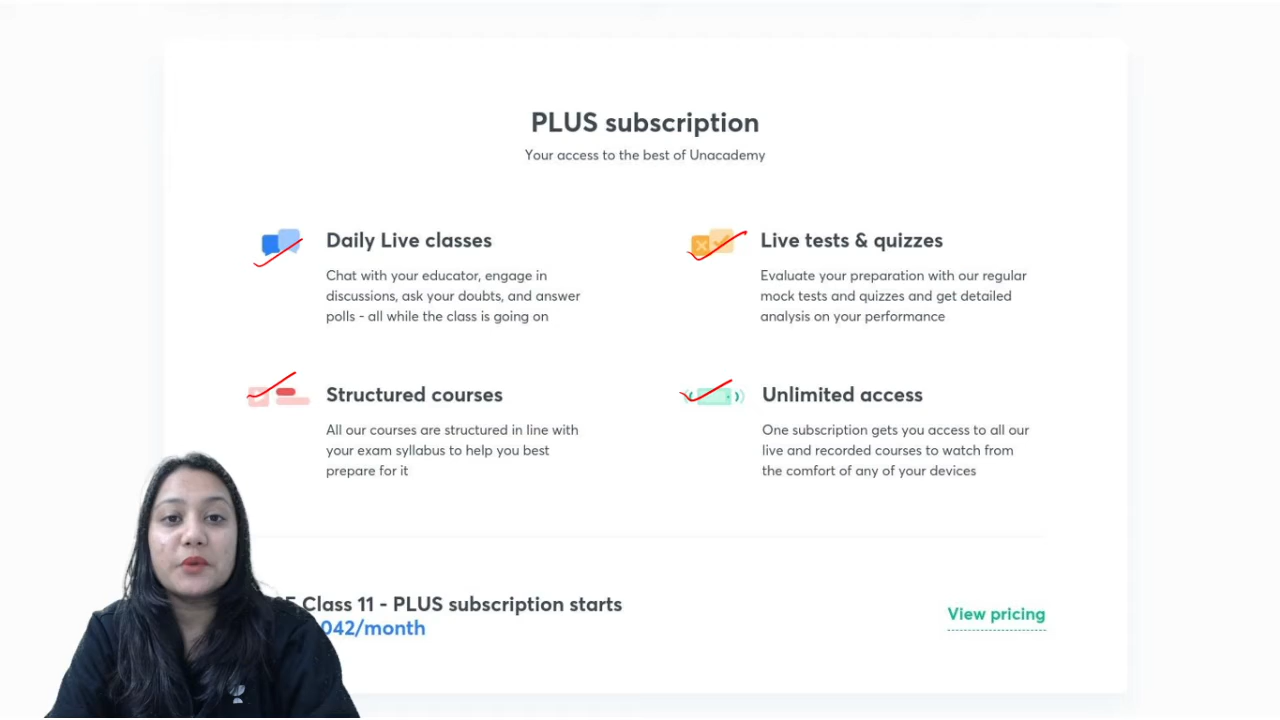 PLUS subscription
Your access to the best of Unacademy
Daily Live classes
Chat with your educator, engage in
discussions, ask your doubts, and answer
polls - all while the class is going on
Live tests & quizzes
Evaluate your preparation with our regular
mock tests and quizzes and get detailed
analysis on your performance
Structured courses
All our courses are structured in line with
your exam syllabus to help you best
prepare for it
Unlimited access
One subscription gets you access to all our
live and recorded courses to watch from
the comfort of any of your devices
Class 11 - PLUS subscription starts
042/month
View pricing